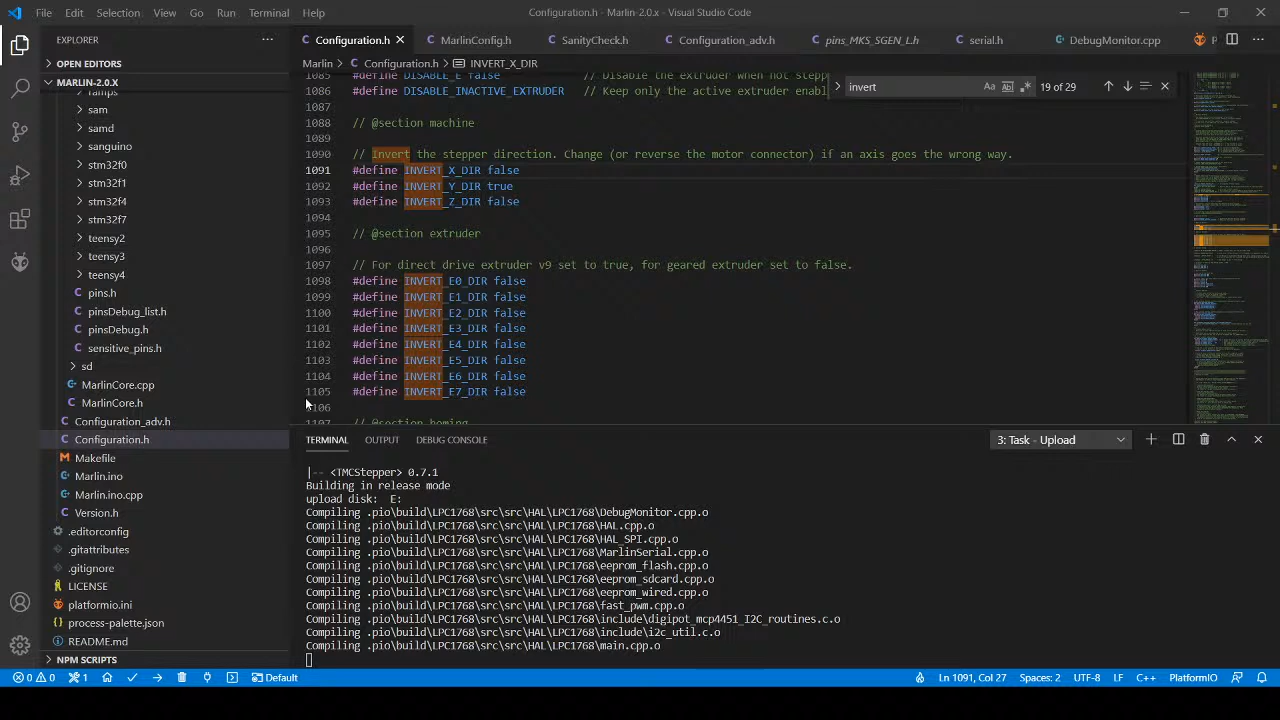 File Edit Selection View Go Run Terminal Help
Configuration.h - Marlin-2.0.x - Visual Studio Code
EXPLORER
OPEN EDITORS
MARLIN-2.0.X
ramps
sam
samd
sanguino
stm32f0
stm32f1
stm32f4
stm32f7
teensy2
teensy3
teensy4
pins.h
pinsDebug_list.h
pinsDebug.h
sensitive_pins.h
sd
MarlinCore.cpp
MarlinCore.h
Configuration_adv.h
Configuration.h
Makefile
Marlin.ino
Marlin.ino.cpp
Version.h
.editorconfig
.gitattributes
.gitignore
LICENSE
platformio.ini
process-palette.json
README.md
NPM SCRIPTS
Configuration.h MarlinConfig.h SanityCheck.h Configuration_adv.h pins_MKS_SGEN_L.h serial.h DebugMonitor.cpp p
Marlin > Configuration.h > INVERT_X_DIR
invert 19 of 29
1085 #define DISABLE_E false // Disable the extruder when not stepp
1086 #define DISABLE_INACTIVE_EXTRUDER // Keep only the active extruder enabl
1087
1088 // @section machine
1089
1090 // Invert the stepper direction. Change (or reverse the motor connector) if an axis goes the wrong way.
1091 #define INVERT_X_DIR false
1092 #define INVERT_Y_DIR true
1093 #define INVERT_Z_DIR false
1094
1095 // @section extruder
1096
1097 // For direct drive extruder v9 set to true, for geared extruder set to false.
1098 #define INVERT_E0_DIR false
1099 #define INVERT_E1_DIR false
1100 #define INVERT_E2_DIR false
1101 #define INVERT_E3_DIR false
1102 #define INVERT_E4_DIR false
1103 #define INVERT_E5_DIR false
1104 #define INVERT_E6_DIR false
1105 #define INVERT_E7_DIR false
1106
1107 // @section homing
TERMINAL OUTPUT DEBUG CONSOLE 3: Task - Upload
|-- <TMCStepper> 0.7.1
Building in release mode
upload disk:  E:
Compiling .pio\build\LPC1768\src\src\HAL\LPC1768\DebugMonitor.cpp.o
Compiling .pio\build\LPC1768\src\src\HAL\LPC1768\HAL.cpp.o
Compiling .pio\build\LPC1768\src\src\HAL\LPC1768\HAL_SPI.cpp.o
Compiling .pio\build\LPC1768\src\src\HAL\LPC1768\MarlinSerial.cpp.o
Compiling .pio\build\LPC1768\src\src\HAL\LPC1768\eeprom_flash.cpp.o
Compiling .pio\build\LPC1768\src\src\HAL\LPC1768\eeprom_sdcard.cpp.o
Compiling .pio\build\LPC1768\src\src\HAL\LPC1768\eeprom_wired.cpp.o
Compiling .pio\build\LPC1768\src\src\HAL\LPC1768\fast_pwm.cpp.o
Compiling .pio\build\LPC1768\src\src\HAL\LPC1768\include\digipot_mcp4451_I2C_routines.c.o
Compiling .pio\build\LPC1768\src\src\HAL\LPC1768\include\i2c_util.c.o
Compiling .pio\build\LPC1768\src\src\HAL\LPC1768\main.cpp.o
0 0 1 Default Ln 1091, Col 27 Spaces: 2 UTF-8 LF C++ PlatformIO